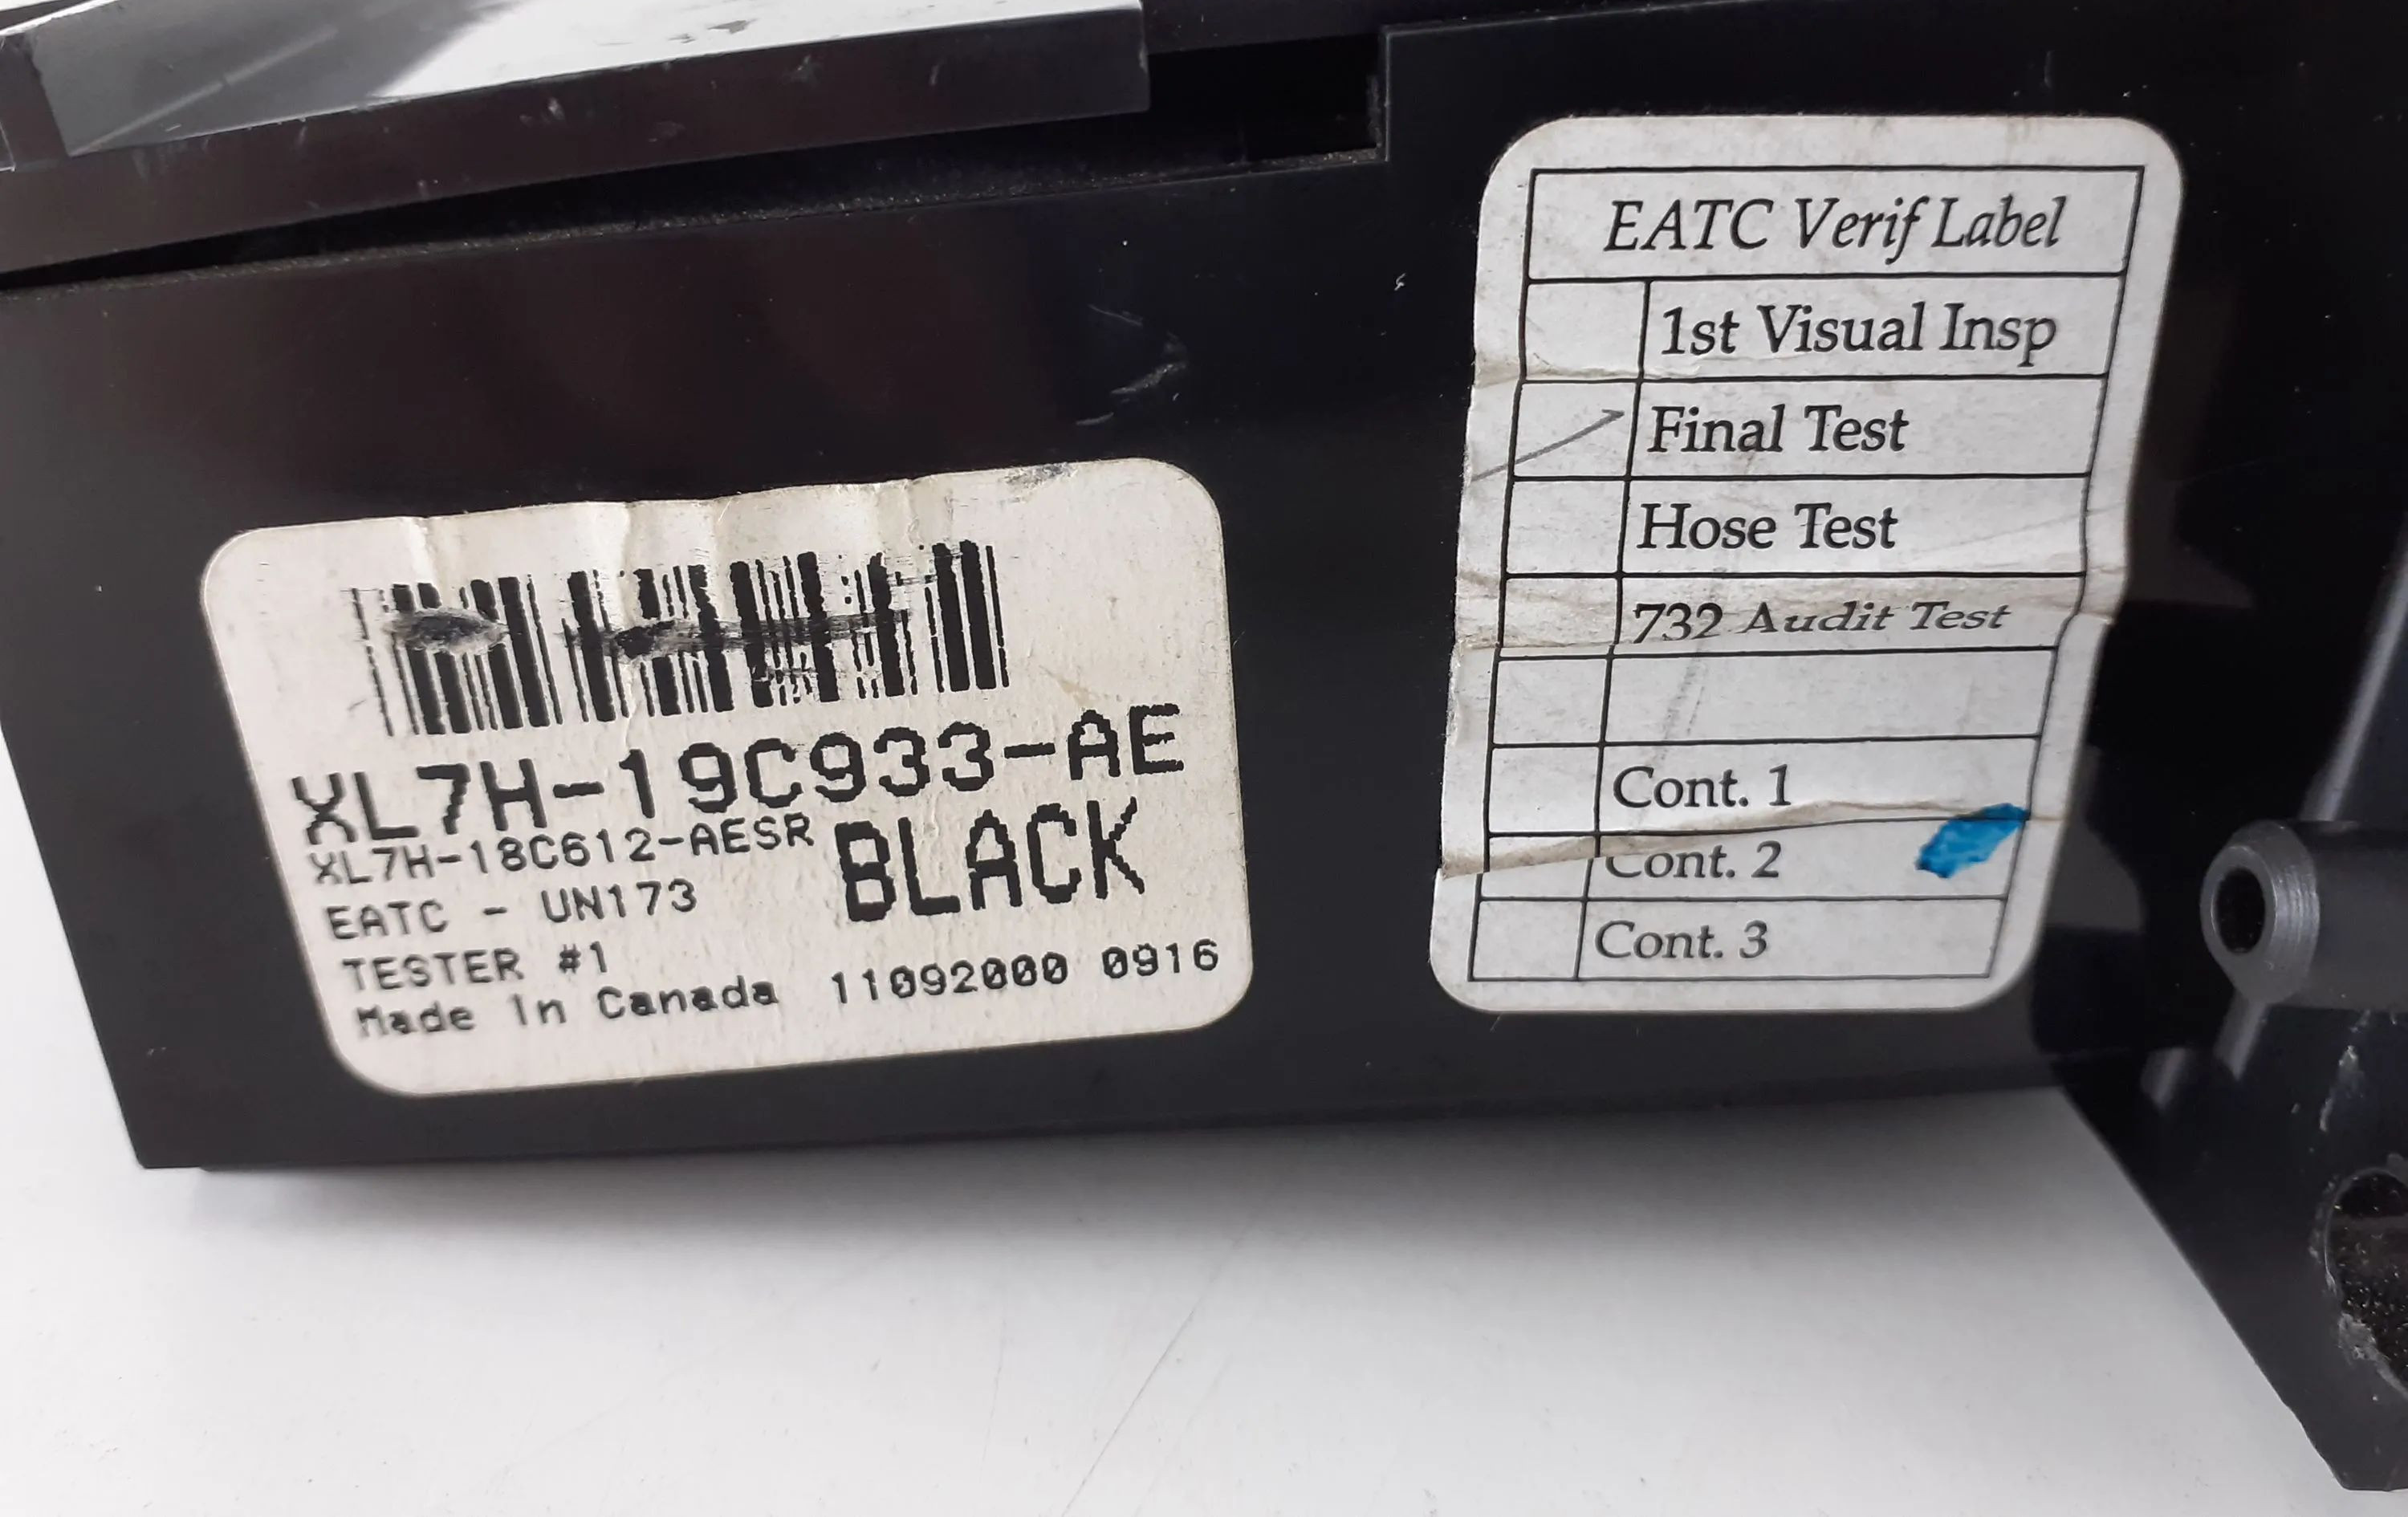 XL7H-19C933-AE
XL7H-18C612-AESR
BLACK
EATC - UN173
TESTER #1
Made In Canada 11092000 0916
EATC Verif Label
1st Visual Insp
Final Test
Hose Test
732 Audit Test
Cont. 1
Cont. 2
Cont. 3